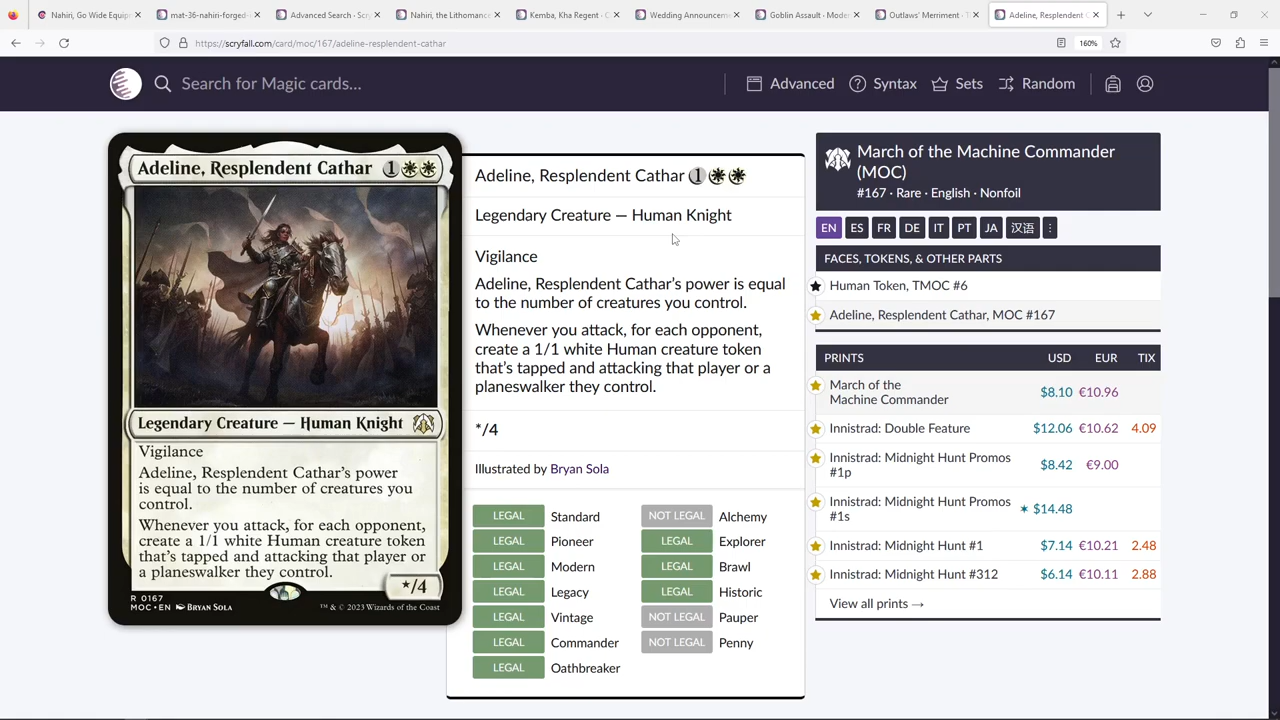 Nahiri, Go Wide Equip
mat-36-nahiri-forged-
Advanced Search · Scr
Nahiri, the Lithomance
Kemba, Kha Regent · C
Wedding Announceme
Goblin Assault · Moder
Outlaws' Merriment · T
Adeline, Resplendent C
https://scryfall.com/card/moc/167/adeline-resplendent-cathar
160%
Search for Magic cards…
Advanced
Syntax
Sets
Random
Adeline, Resplendent Cathar 1
Legendary Creature — Human Knight
Vigilance
Adeline, Resplendent Cathar's power
is equal to the number of creatures you
control.
Whenever you attack, for each opponent,
create a 1/1 white Human creature token
that's tapped and attacking that player or
a planeswalker they control.
*/4
R 0167
MOC • EN BRYAN SOLA
™ & © 2023 Wizards of the Coast
Adeline, Resplendent Cathar 1
Legendary Creature — Human Knight
Vigilance
Adeline, Resplendent Cathar's power is equal
to the number of creatures you control.
Whenever you attack, for each opponent,
create a 1/1 white Human creature token
that's tapped and attacking that player or a
planeswalker they control.
*/4
Illustrated by Bryan Sola
LEGAL Standard NOT LEGAL Alchemy
LEGAL Pioneer LEGAL Explorer
LEGAL Modern LEGAL Brawl
LEGAL Legacy LEGAL Historic
LEGAL Vintage NOT LEGAL Pauper
LEGAL Commander NOT LEGAL Penny
LEGAL Oathbreaker
March of the Machine Commander
(MOC)
#167 · Rare · English · Nonfoil
EN ES FR DE IT PT JA 汉语
FACES, TOKENS, & OTHER PARTS
Human Token, TMOC #6
Adeline, Resplendent Cathar, MOC #167
PRINTS USD EUR TIX
March of the
Machine Commander $8.10 €10.96
Innistrad: Double Feature $12.06 €10.62 4.09
Innistrad: Midnight Hunt Promos
#1p $8.42 €9.00
Innistrad: Midnight Hunt Promos
#1s ✶ $14.48
Innistrad: Midnight Hunt #1 $7.14 €10.21 2.48
Innistrad: Midnight Hunt #312 $6.14 €10.11 2.88
View all prints →